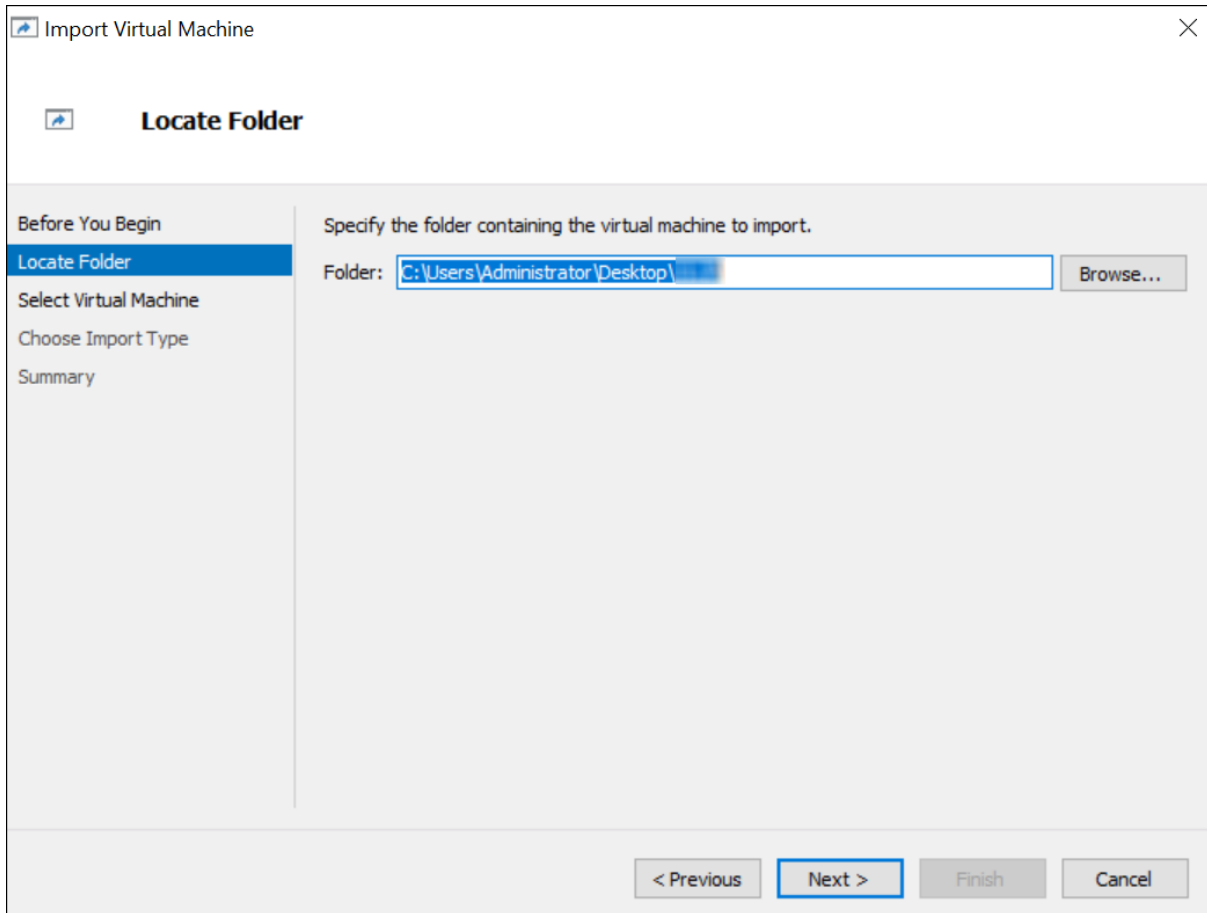 Import Virtual Machine
Locate Folder
Before You Begin
Locate Folder
Select Virtual Machine
Choose Import Type
Summary
Specify the folder containing the virtual machine to import.
Folder: C:\Users\Administrator\Desktop\
Browse...
< Previous
Next >
Finish
Cancel